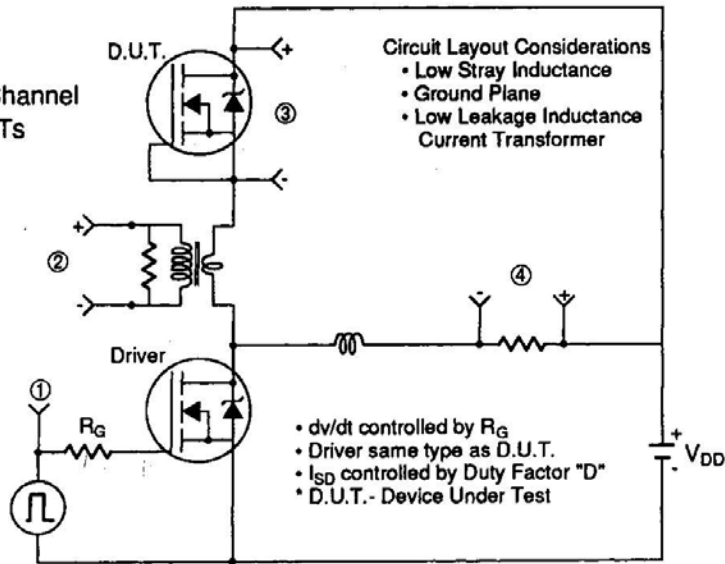 D.U.T.
+
③
-
Circuit Layout Considerations
• Low Stray Inductance
• Ground Plane
• Low Leakage Inductance
Current Transformer
hannel
Ts
+
②
-
④
-
+
Driver
①
R_G
• dv/dt controlled by R_G
• Driver same type as D.U.T.
• I_SD controlled by Duty Factor "D"
* D.U.T.- Device Under Test
+
V_DD
-